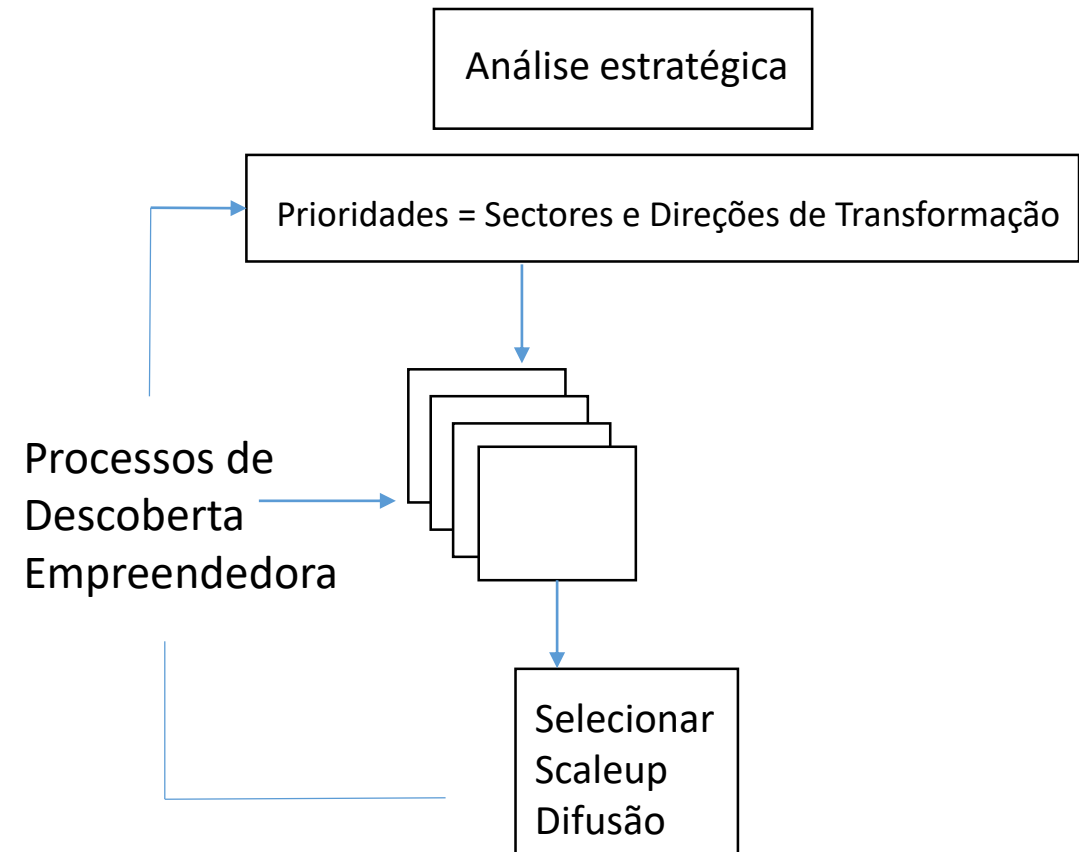 Análise estratégica
Prioridades = Sectores e Direções de Transformação
Processos de
Descoberta
Empreendedora
Selecionar
Scaleup
Difusão